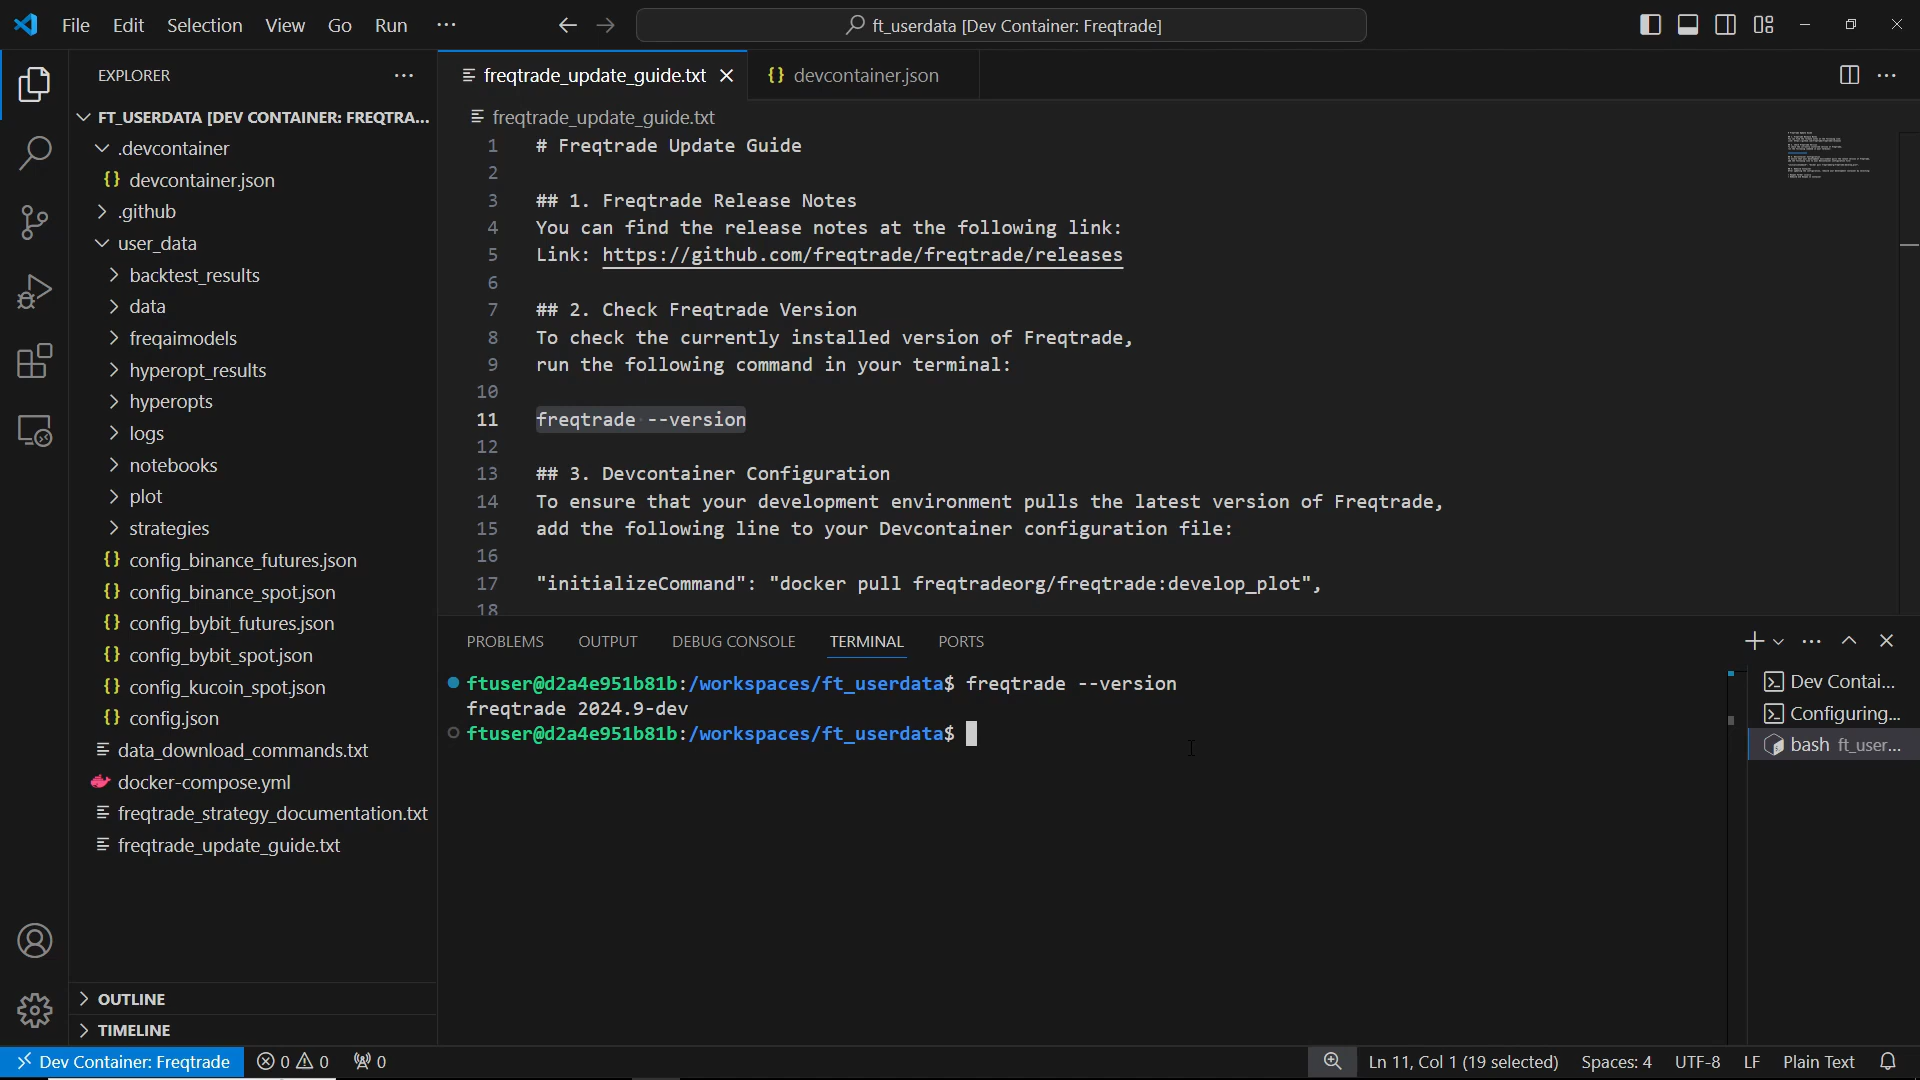 File Edit Selection View Go Run ···
ft_userdata [Dev Container: Freqtrade]
EXPLORER
FT_USERDATA [DEV CONTAINER: FREQTRA...
.devcontainer
{} devcontainer.json
.github
user_data
backtest_results
data
freqaimodels
hyperopt_results
hyperopts
logs
notebooks
plot
strategies
{} config_binance_futures.json
{} config_binance_spot.json
{} config_bybit_futures.json
{} config_bybit_spot.json
{} config_kucoin_spot.json
{} config.json
data_download_commands.txt
docker-compose.yml
freqtrade_strategy_documentation.txt
freqtrade_update_guide.txt
OUTLINE
TIMELINE
freqtrade_update_guide.txt {} devcontainer.json
freqtrade_update_guide.txt
1 # Freqtrade Update Guide
2
3 ## 1. Freqtrade Release Notes
4 You can find the release notes at the following link:
5 Link: https://github.com/freqtrade/freqtrade/releases
6
7 ## 2. Check Freqtrade Version
8 To check the currently installed version of Freqtrade,
9 run the following command in your terminal:
10
11 freqtrade --version
12
13 ## 3. Devcontainer Configuration
14 To ensure that your development environment pulls the latest version of Freqtrade,
15 add the following line to your Devcontainer configuration file:
16
17 "initializeCommand": "docker pull freqtradeorg/freqtrade:develop_plot",
18
PROBLEMS OUTPUT DEBUG CONSOLE TERMINAL PORTS
ftuser@d2a4e951b81b:/workspaces/ft_userdata$ freqtrade --version
freqtrade 2024.9-dev
ftuser@d2a4e951b81b:/workspaces/ft_userdata$
Dev Contai...
Configuring...
bash ft_user...
Dev Container: Freqtrade 0 0 0 Ln 11, Col 1 (19 selected) Spaces: 4 UTF-8 LF Plain Text